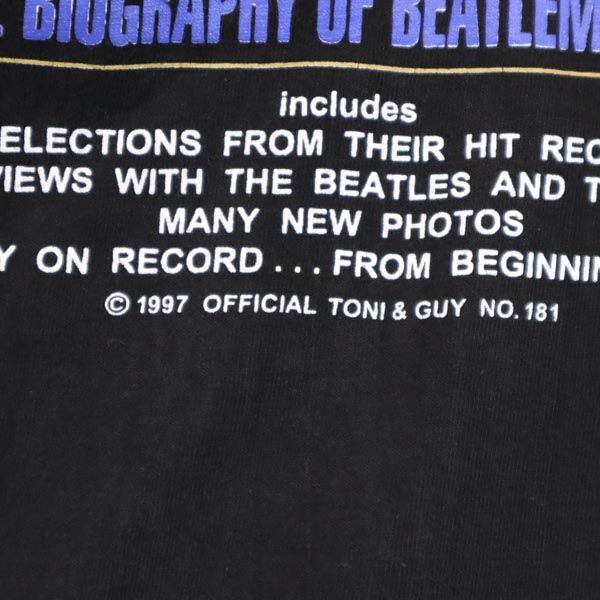 BIOGRAPHY OF BEATLEM
includes
ELECTIONS FROM THEIR HIT REC
VIEWS WITH THE BEATLES AND T
MANY NEW PHOTOS
Y ON RECORD... FROM BEGINNIN
© 1997 OFFICIAL TONI & GUY NO. 181